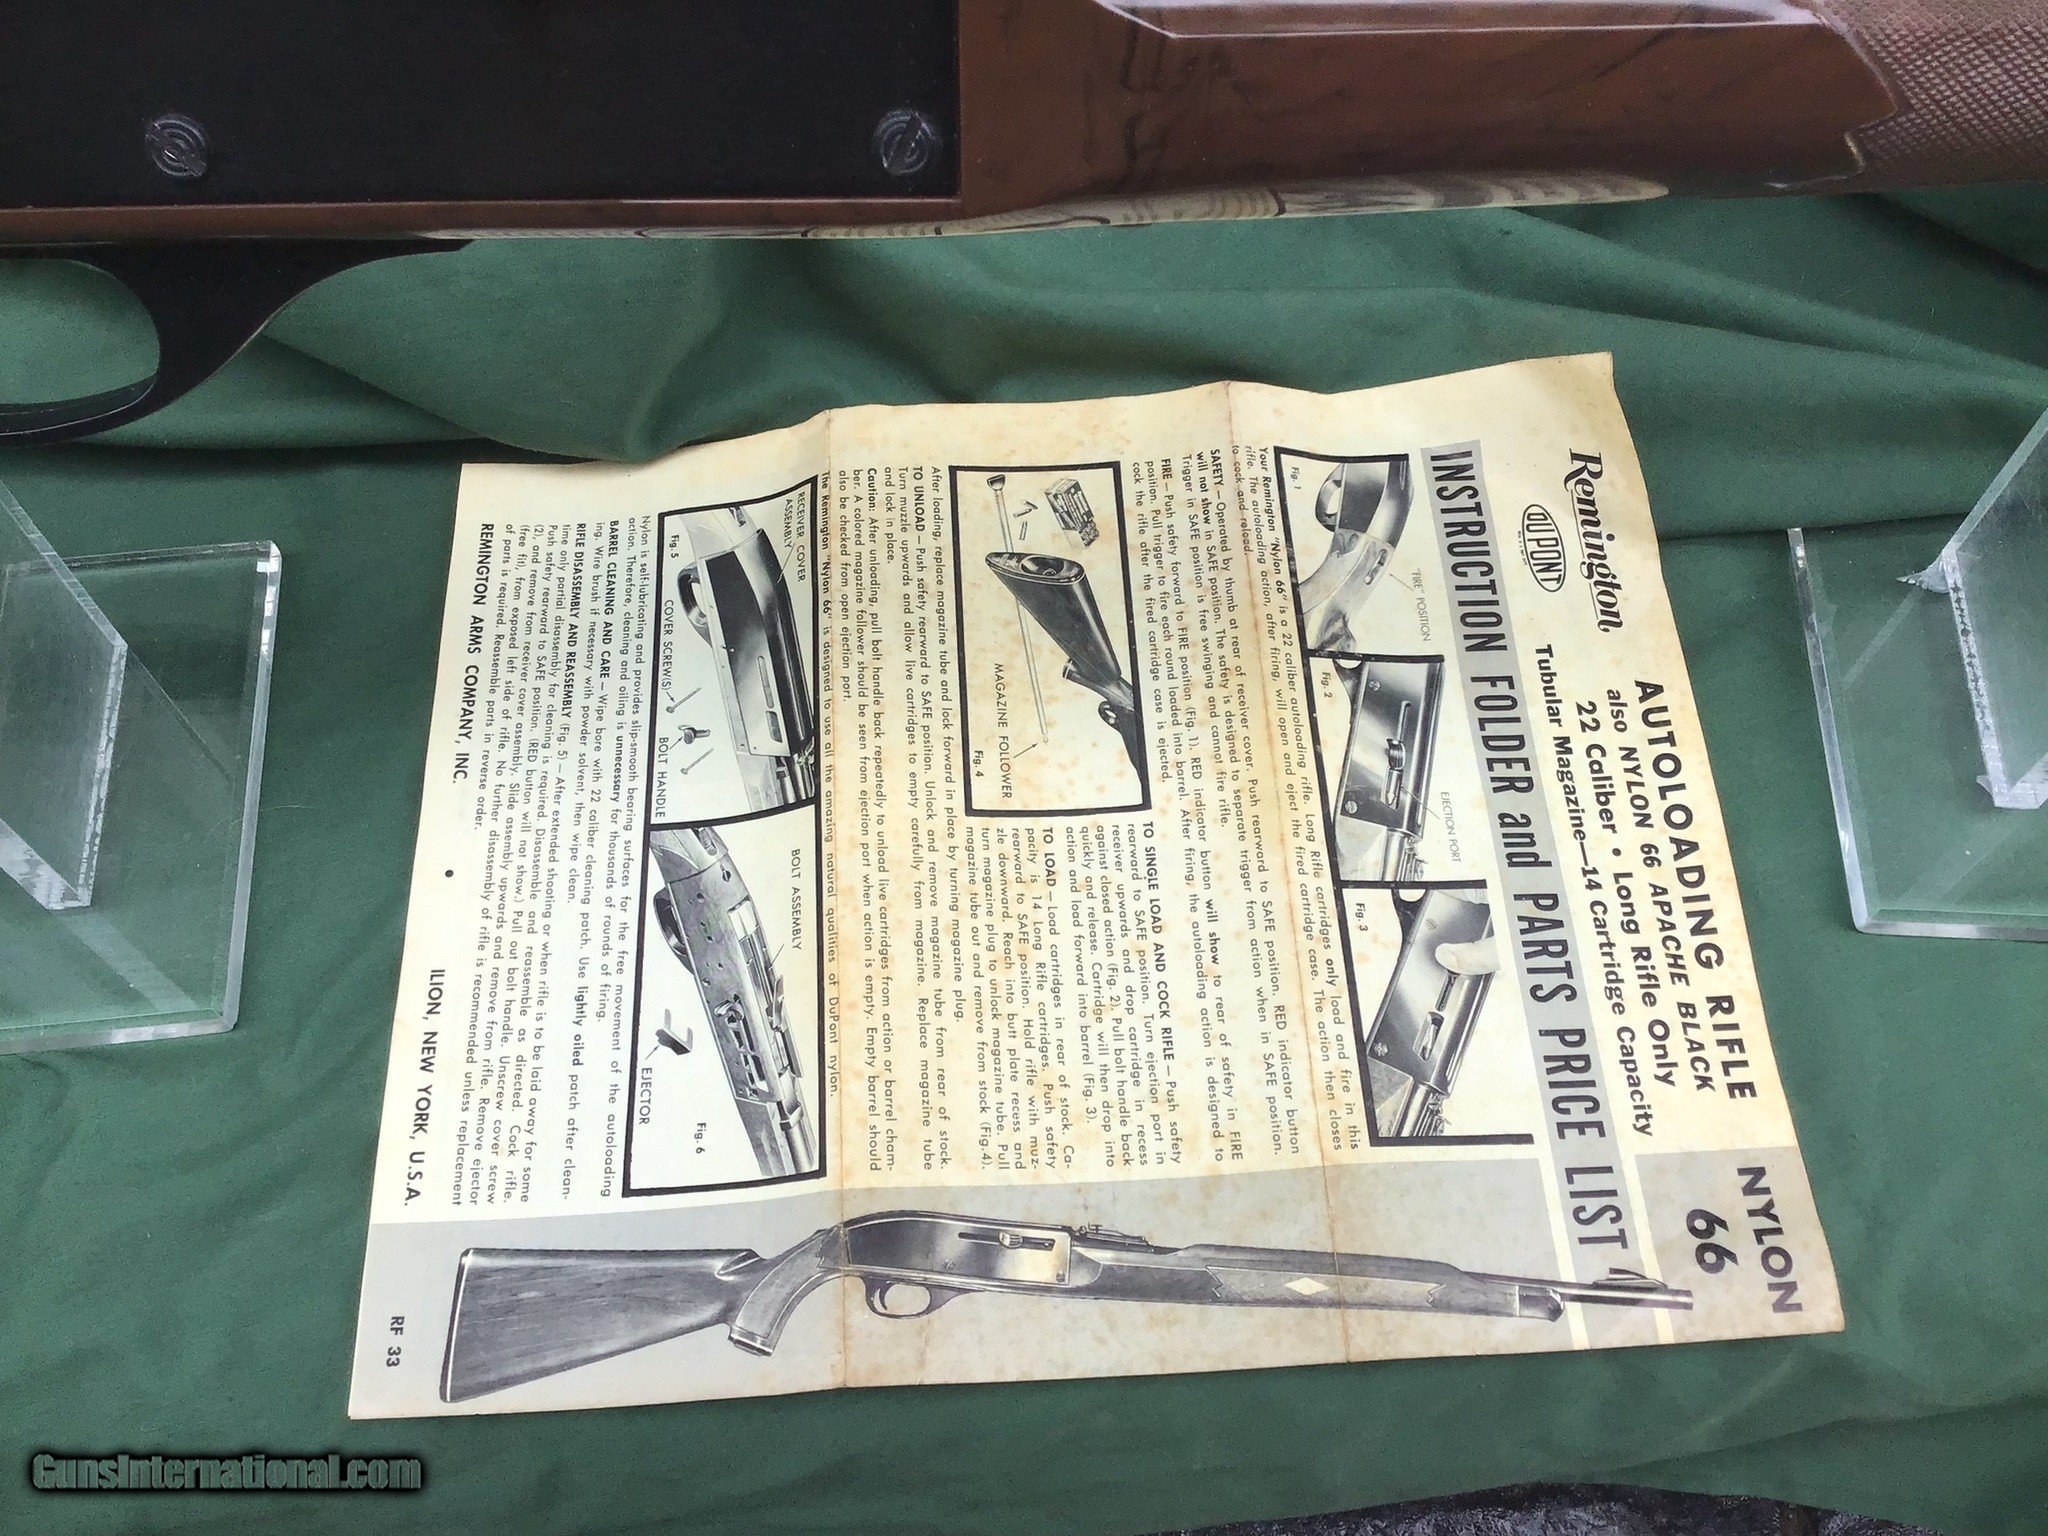 Remington
DUPONT
AUTOLOADING RIFLE
also NYLON 66 APACHE BLACK
22 Caliber • Long Rifle Only
Tubular Magazine—14 Cartridge Capacity
NYLON
66
INSTRUCTION FOLDER and PARTS PRICE LIST
Fig. 1
"FIRE" POSITION
Fig. 2
EJECTION PORT
Fig. 3
Your Remington "Nylon 66" is a 22 caliber autoloading rifle. Long Rifle cartridges only load and fire in this
rifle. The autoloading action, after firing, will open and eject the fired cartridge case. The action then closes
to cock and reload.
SAFETY — Operated by thumb at rear of receiver cover. Push rearward to SAFE position. RED indicator button
will not show in SAFE position. The safety is designed to separate trigger from action when in SAFE position.
Trigger in SAFE position is free swinging and cannot fire rifle.
FIRE — Push safety forward to FIRE position (Fig. 1). RED indicator button will show to rear of safety in FIRE
position. Pull trigger to fire each round loaded into barrel. After firing, the autoloading action is designed to
cock the rifle after the fired cartridge case is ejected.
MAGAZINE FOLLOWER
Fig. 4
TO SINGLE LOAD AND COCK RIFLE — Push safety
rearward to SAFE position. Turn ejection port in
receiver upwards and drop cartridge in recess
against closed action (Fig. 2). Pull bolt handle back
quickly and release. Cartridge will then drop into
action and load forward into barrel (Fig. 3).
TO LOAD — Load cartridges in rear of stock. Ca-
pacity is 14 Long Rifle cartridges. Push safety
rearward to SAFE position. Hold rifle with muz-
zle downward. Reach into butt plate recess and
turn magazine plug to unlock magazine tube. Pull
magazine tube out and remove from stock (Fig. 4).
After loading, replace magazine tube and lock forward in place by turning magazine plug.
TO UNLOAD — Push safety rearward to SAFE position. Unlock and remove magazine tube from rear of stock.
Turn muzzle upwards and allow live cartridges to empty carefully from magazine. Replace magazine tube
and lock in place.
Caution: After unloading, pull bolt handle back repeatedly to unload live cartridges from action or barrel cham-
ber. A colored magazine follower should be seen from ejection port when action is empty. Empty barrel should
also be checked from open ejection port.
The Remington "Nylon 66" is designed to use all the amazing natural qualities of DuPont nylon.
RECEIVER COVER
ASSEMBLY
Fig. 5
COVER SCREW(S)
BOLT HANDLE
BOLT ASSEMBLY
EJECTOR
Fig. 6
Nylon is self-lubricating and provides slip-smooth bearing surfaces for the free movement of the autoloading
action. Therefore, cleaning and oiling is unnecessary for thousands of rounds of firing.
BARREL CLEANING AND CARE — Wipe bore with 22 caliber cleaning patch. Use lightly oiled patch after clean-
ing. Wire brush if necessary with powder solvent, then wipe clean.
RIFLE DISASSEMBLY AND REASSEMBLY (Fig. 5) — After extended shooting or when rifle is to be laid away for some
time only partial disassembly for cleaning is required. Disassemble and reassemble as directed. Cock rifle.
Push safety rearward to SAFE position. (RED button will not show.) Pull out bolt handle. Unscrew cover screw
(2), and remove from receiver cover assembly. Slide assembly upwards and remove from rifle. Remove ejector
(free fit), from exposed left side of rifle. No further disassembly of rifle is recommended unless replacement
of parts is required. Reassemble parts in reverse order.
REMINGTON ARMS COMPANY, INC. • ILION, NEW YORK, U.S.A.
RF 33
GunsInternational.com